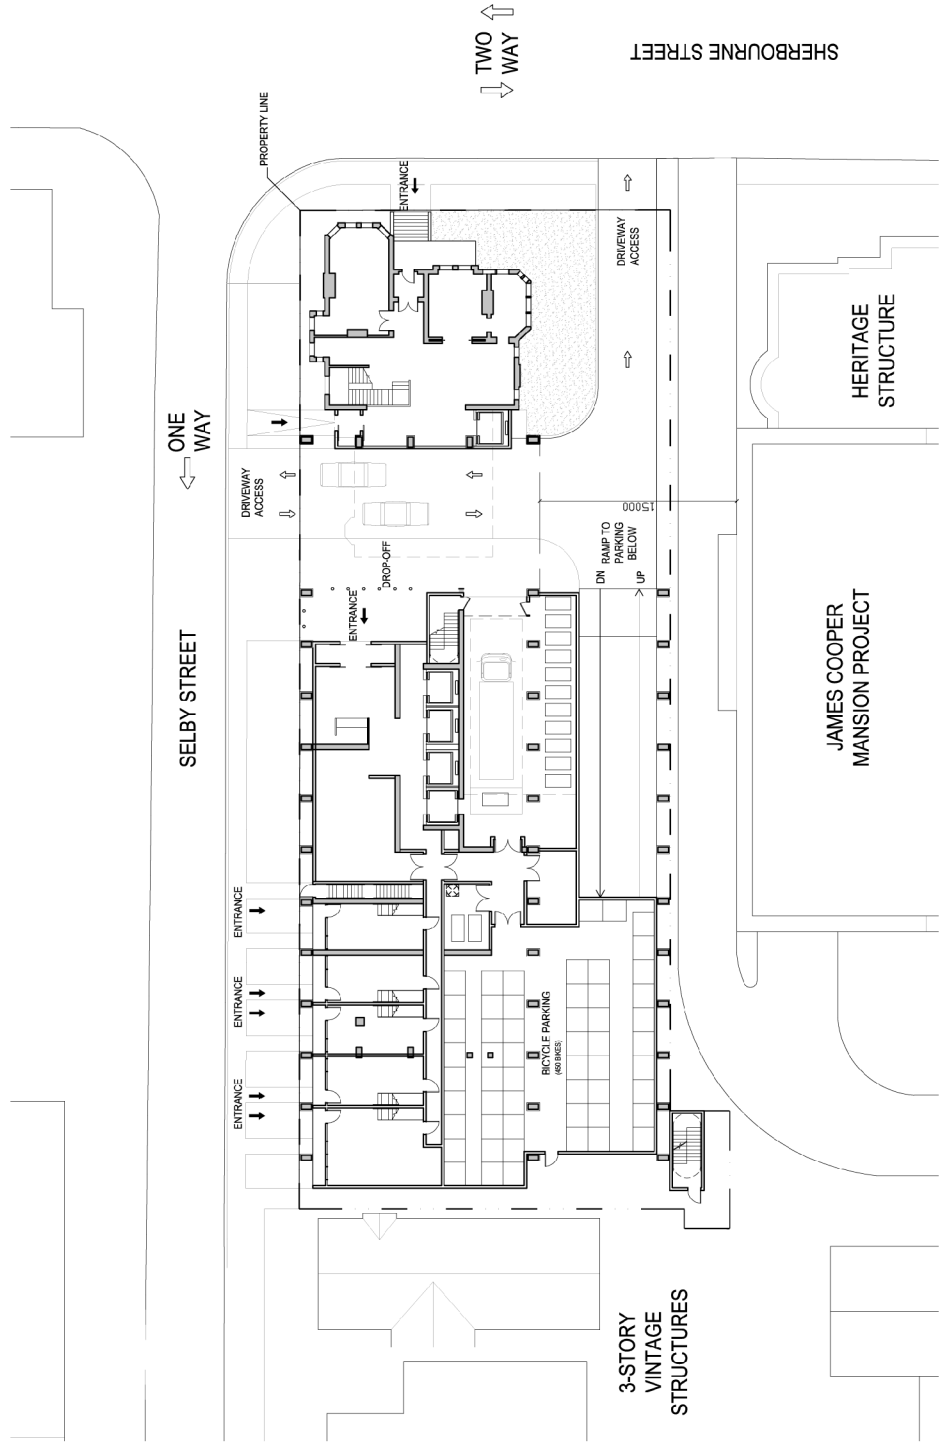 SHERBOURNE STREET
TWO
WAY
PROPERTY LINE
ENTRANCE
DRIVEWAY
ACCESS
HERITAGE
STRUCTURE
ONE
WAY
DRIVEWAY
ACCESS
DROP-OFF
15000
RAMP TO
PARKING
BELOW
DN
UP
ENTRANCE
SELBY STREET
JAMES COOPER
MANSION PROJECT
ENTRANCE
ENTRANCE
ENTRANCE
BICYCLE PARKING
(450 BIKES)
3-STORY
VINTAGE
STRUCTURES